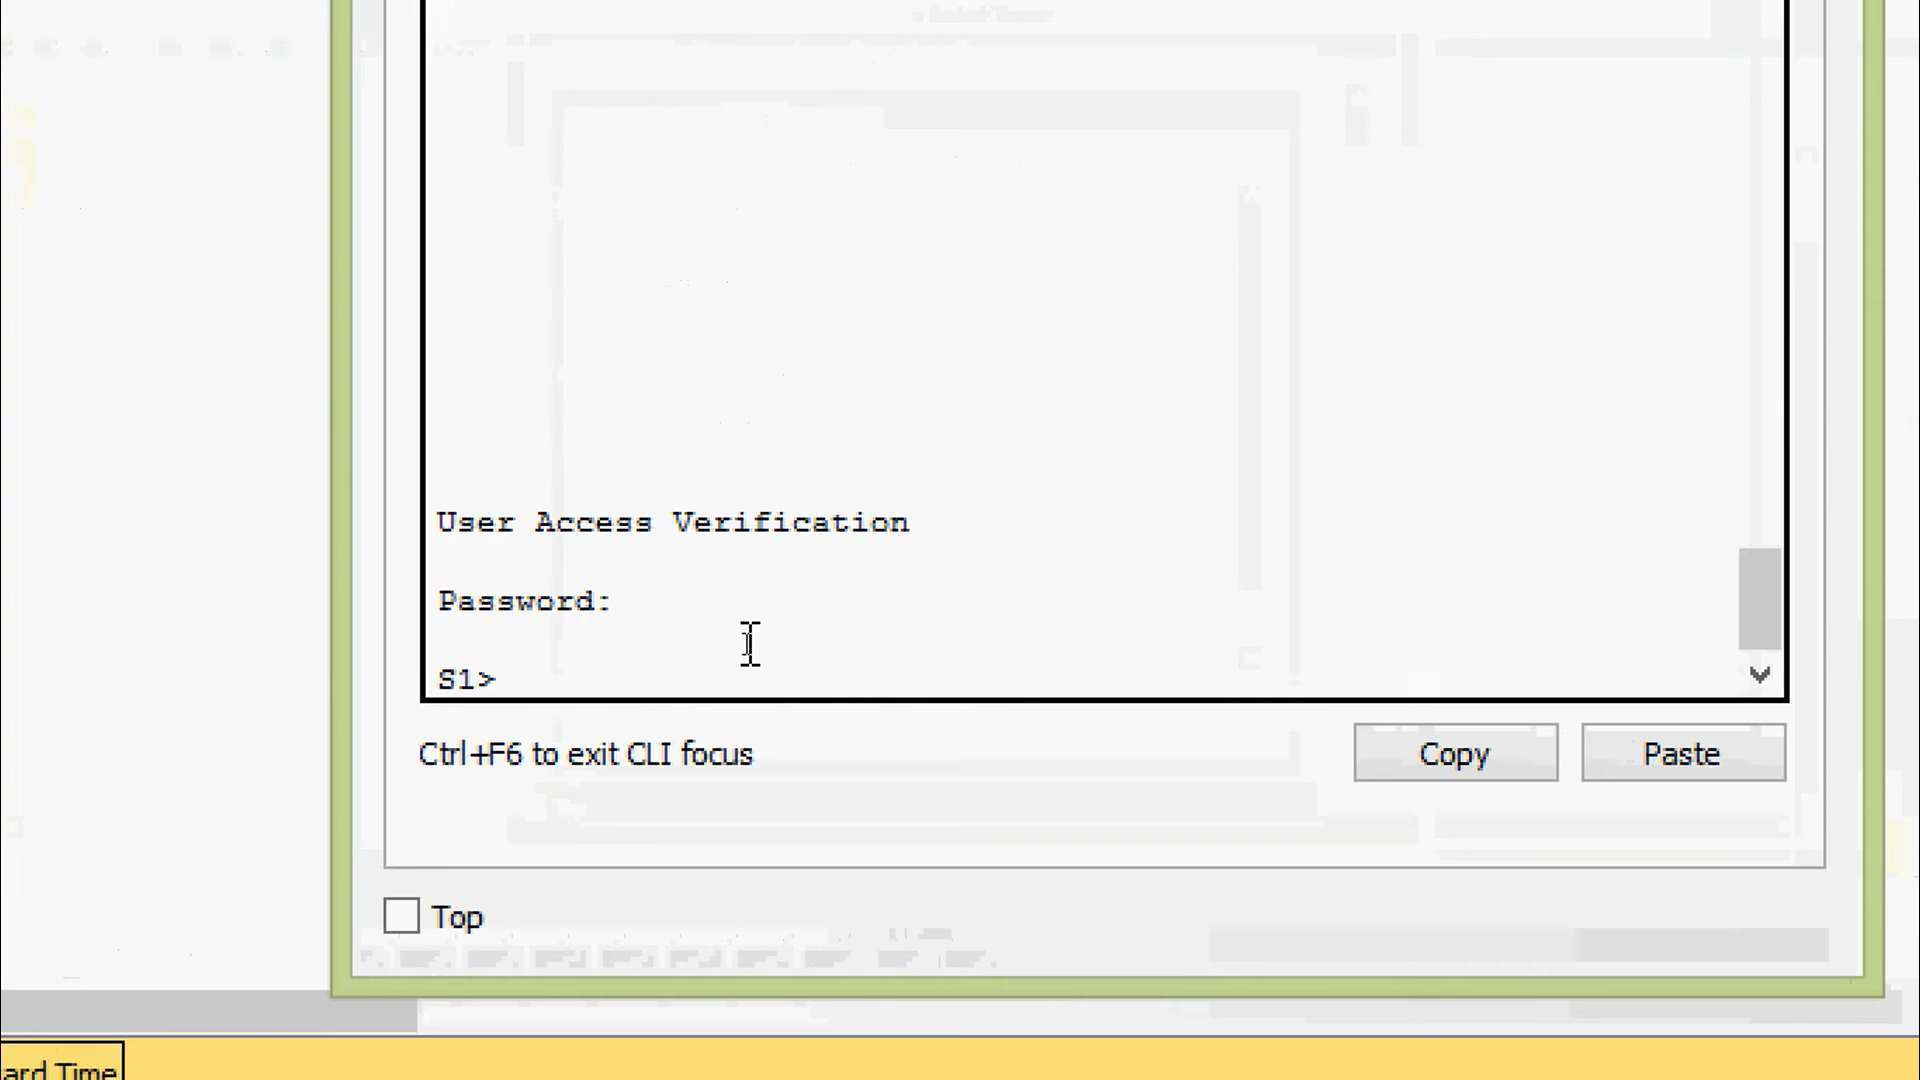 User Access Verification
Password:
S1>
Ctrl+F6 to exit CLI focus
Copy
Paste
Top
ard Time